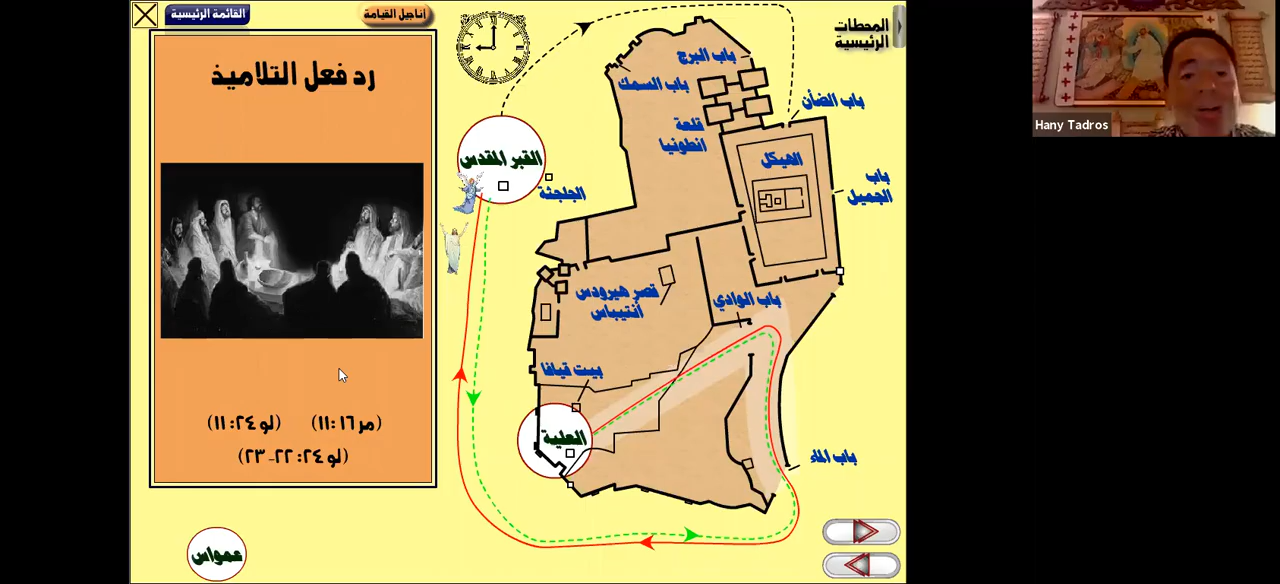 القائمة الرئيسية
أناجيل القيامة
رد فعل التلاميذ
(مر ١٦: ١١) (لو ٢٤: ١١)
(لو ٢٤: ٢٢- ٢٣)
عمواس
المحطات
الرئيسية
باب البرج
باب السمك
باب الضأن
قلعة
انطونيا
الهيكل
باب
الجميل
القبر المقدس
الجلجثة
قصر هيرودس
أنتيباس
باب الوادي
بيت قيافا
العلية
باب الماء
Hany Tadros